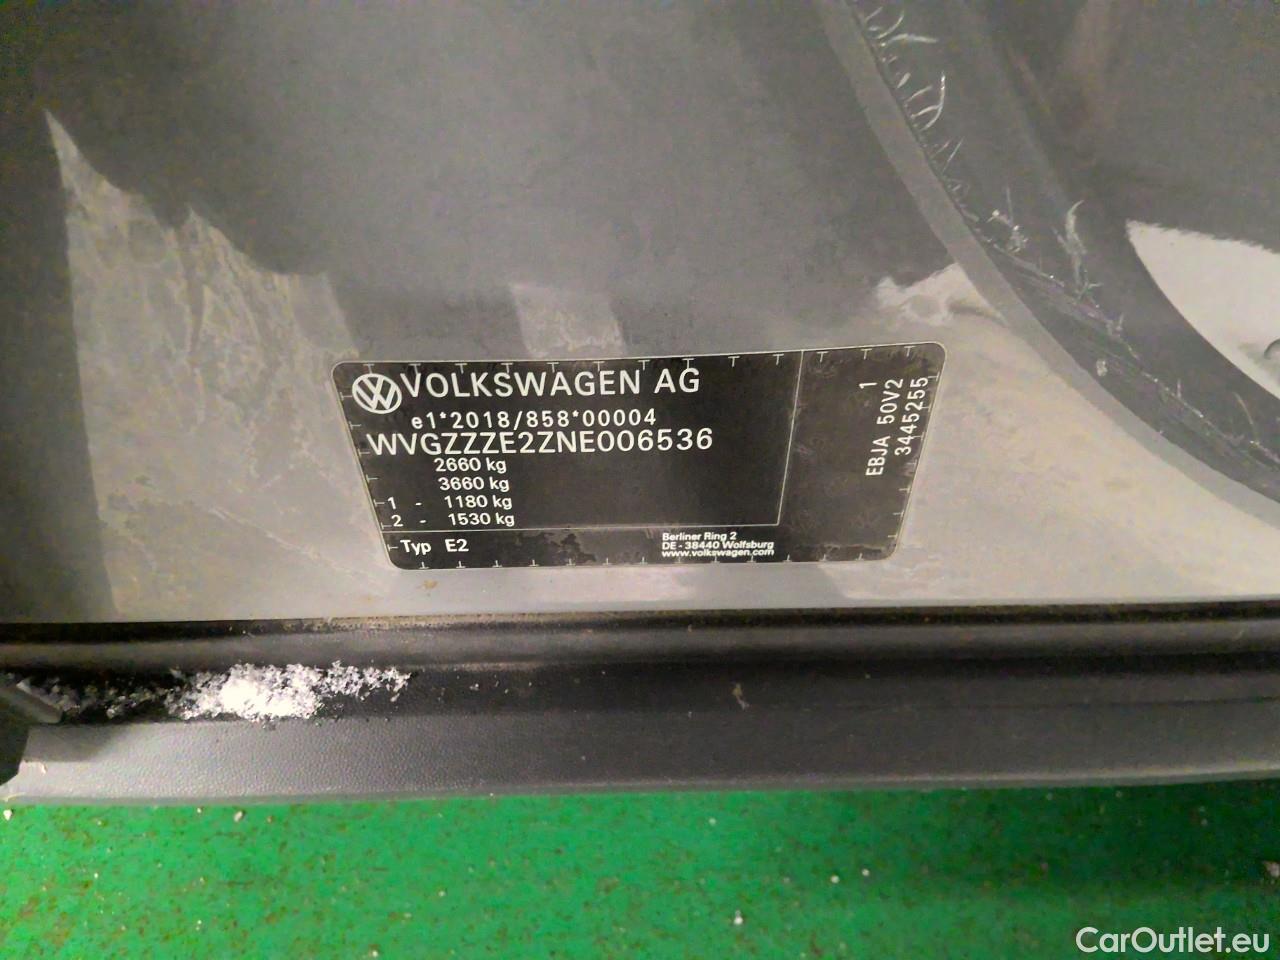 VOLKSWAGEN AG
e1*2018/858*00004
WVGZZZE2ZNE006536
2660 kg
3660 kg
1 - 1180 kg
2 - 1530 kg
Typ E2
Berliner Ring 2
DE - 38440 Wolfsburg
www.volkswagen.com
1
EBJA 50V2
3445255
CarOutlet.eu